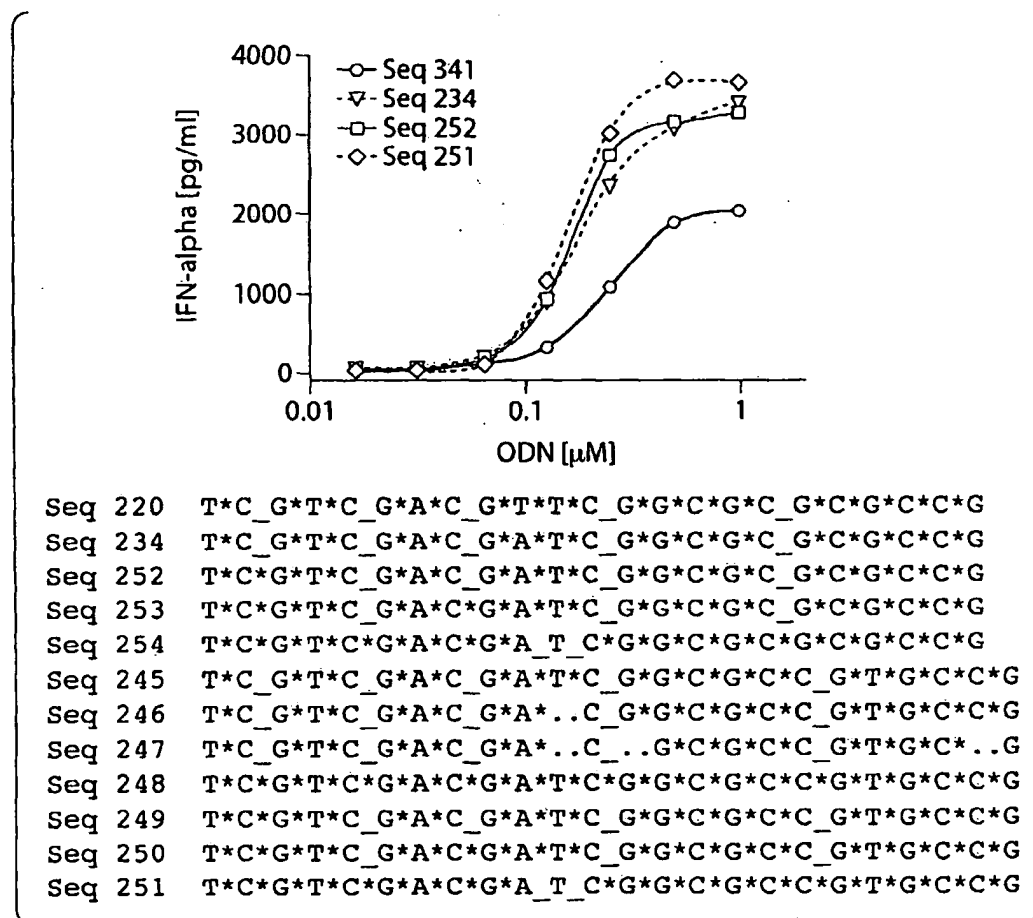 4000
3000
2000
1000
0
IFN-alpha [pg/ml]
Seq 341
Seq 234
Seq 252
Seq 251
0.01
0.1
1
ODN [μM]
Seq 220 T*C_G*T*C_G*A*C_G*T*T*C_G*G*C*G*C_G*C*G*C*C*G
Seq 234 T*C_G*T*C_G*A*C_G*A*T*C_G*G*C*G*C_G*C*G*C*C*G
Seq 252 T*C*G*T*C_G*A*C_G*A*T*C_G*G*C*G*C_G*C*G*C*C*G
Seq 253 T*C*G*T*C_G*A*C*G*A*T*C_G*G*C*G*C_G*C*G*C*C*G
Seq 254 T*C*G*T*C*G*A*C*G*A_T_C*G*G*C*G*C*G*C*G*C*C*G
Seq 245 T*C_G*T*C_G*A*C_G*A*T*C_G*G*C*G*C*C_G*T*G*C*C*G
Seq 246 T*C_G*T*C_G*A*C_G*A*..C_G*G*C*G*C*C_G*T*G*C*C*G
Seq 247 T*C_G*T*C_G*A*C_G*A*..C_..G*C*G*C*C_G*T*G*C*..G
Seq 248 T*C*G*T*C*G*A*C*G*A*T*C*G*G*C*G*C*C*G*T*G*C*C*G
Seq 249 T*C*G*T*C_G*A*C_G*A*T*C_G*G*C*G*C*C_G*T*G*C*C*G
Seq 250 T*C*G*T*C_G*A*C*G*A*T*C_G*G*C*G*C*C_G*T*G*C*C*G
Seq 251 T*C*G*T*C*G*A*C*G*A_T_C*G*G*C*G*C*C*G*T*G*C*C*G